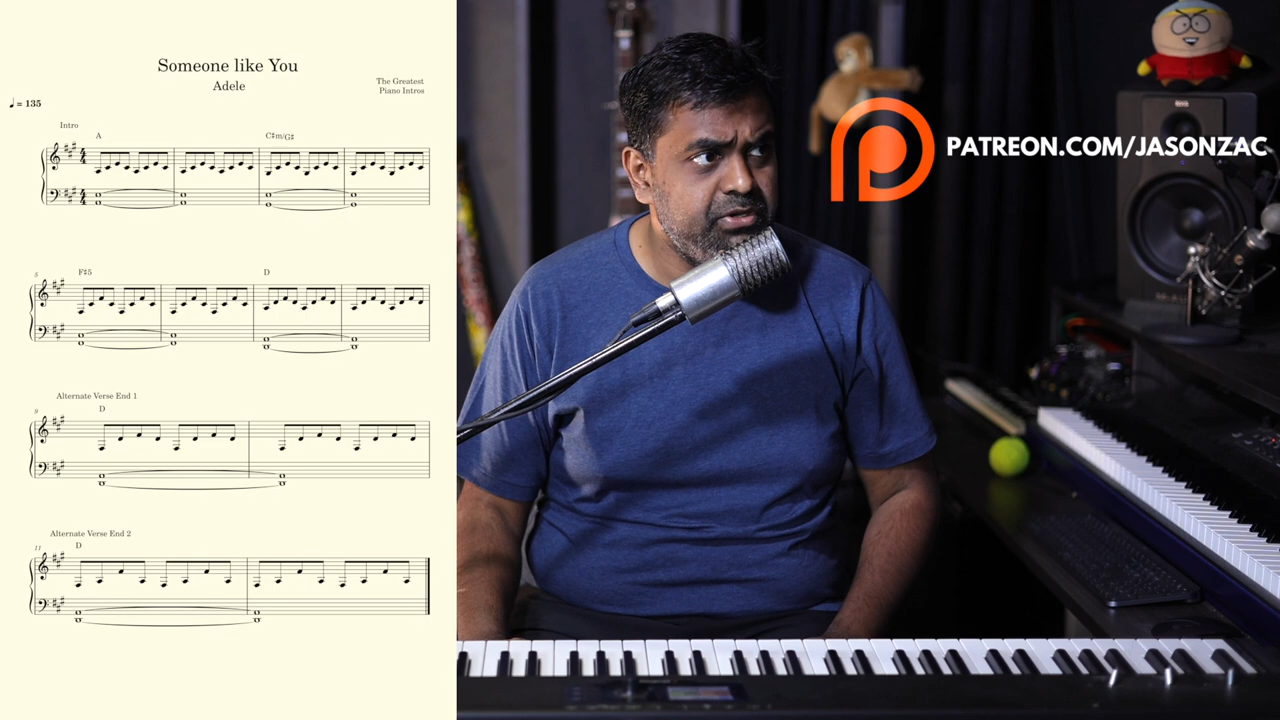 Someone like You
Adele
The Greatest
Piano Intros
♩ = 135
Intro
A
C♯m/G♯
5
F♯5
D
Alternate Verse End 1
9
D
Alternate Verse End 2
11
D
PATREON.COM/JASONZAC